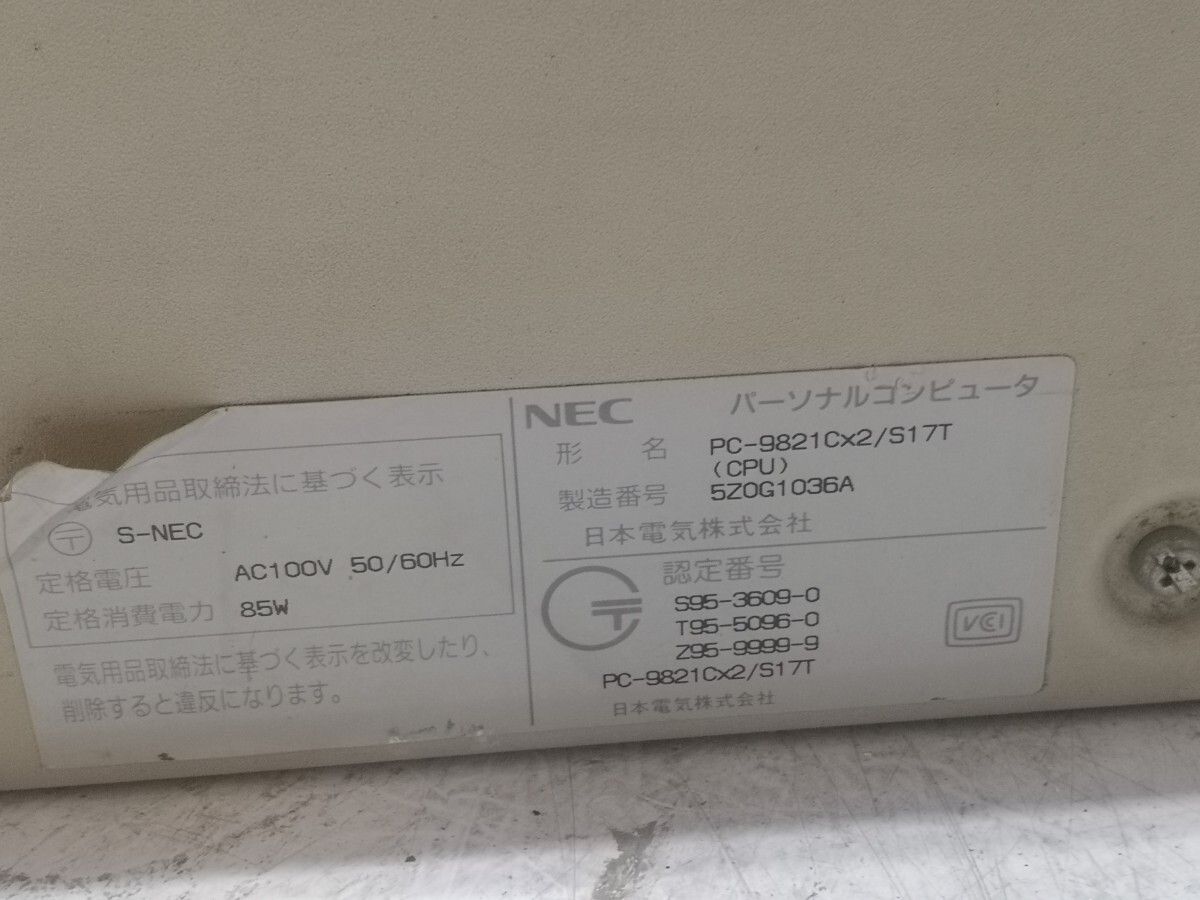 電気用品取締法に基づく表示
〒 S-NEC
定格電圧 AC100V 50/60Hz
定格消費電力 85W
電気用品取締法に基づく表示を改変したり、
削除すると違反になります。
NEC パーソナルコンピュータ
形名 PC-9821Cx2/S17T
(CPU)
製造番号 5Z0G1036A
日本電気株式会社
認定番号
S95-3609-0
T95-5096-0
Z95-9999-9
PC-9821Cx2/S17T
日本電気株式会社
VCCI